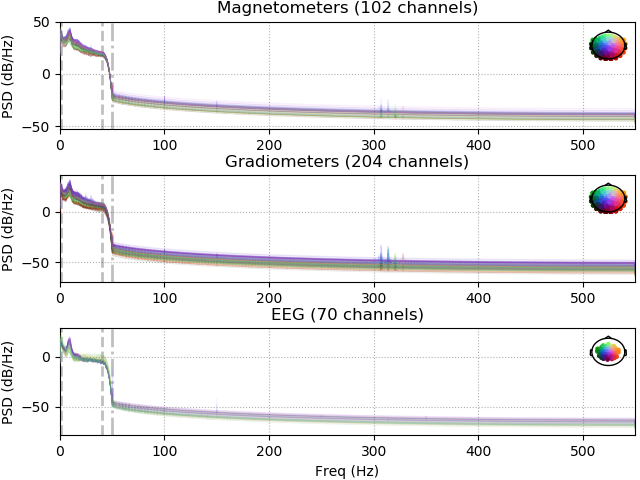 Magnetometers (102 channels)
PSD (dB/Hz)
50
0
−50
0 100 200 300 400 500
Gradiometers (204 channels)
PSD (dB/Hz)
0
−50
0 100 200 300 400 500
EEG (70 channels)
PSD (dB/Hz)
0
−50
0 100 200 300 400 500
Freq (Hz)